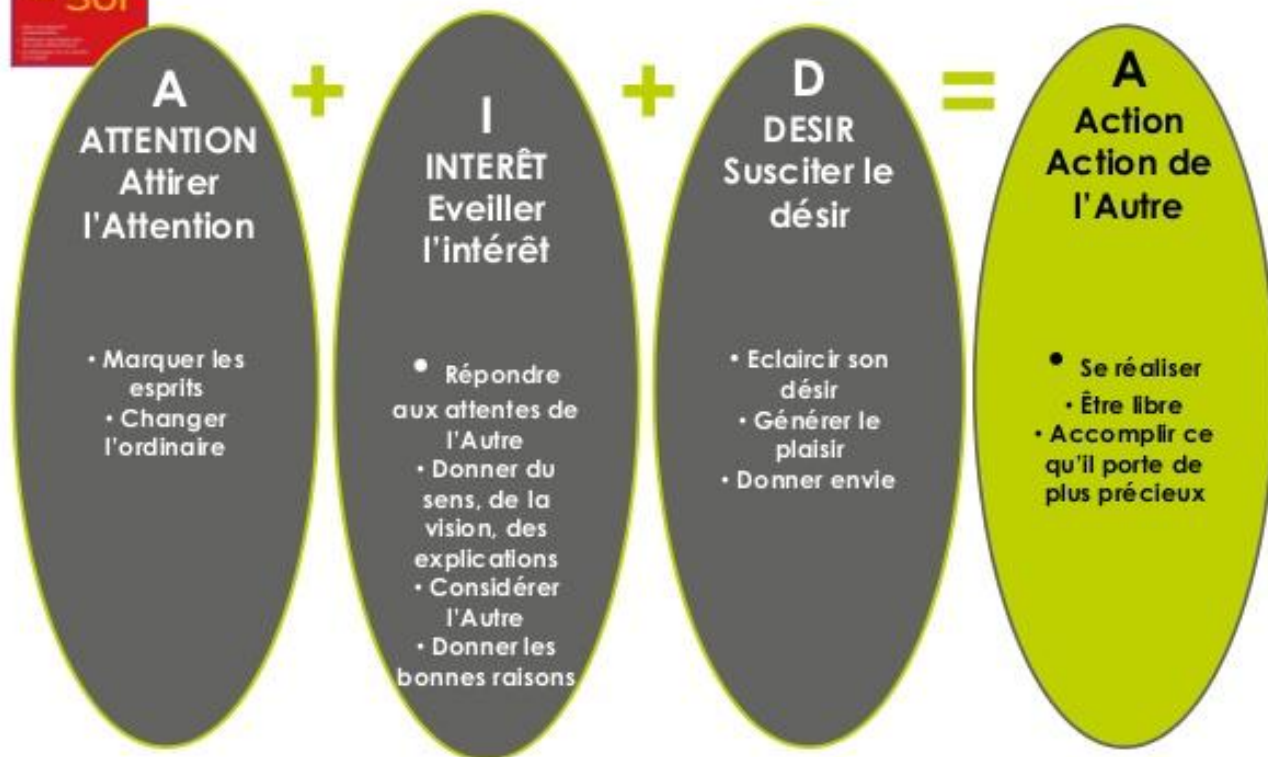 Soi
A
ATTENTION
Attirer
l'Attention
• Marquer les
esprits
• Changer
l'ordinaire
+
I
INTERÊT
Eveiller
l'intérêt
• Répondre
aux attentes de
l'Autre
• Donner du
sens, de la
vision, des
explications
• Considérer
l'Autre
• Donner les
bonnes raisons
+
D
DESIR
Susciter le
désir
• Eclaircir son
désir
• Générer le
plaisir
• Donner envie
=
A
Action
Action de
l'Autre
• Se réaliser
• Être libre
• Accomplir ce
qu'il porte de
plus précieux